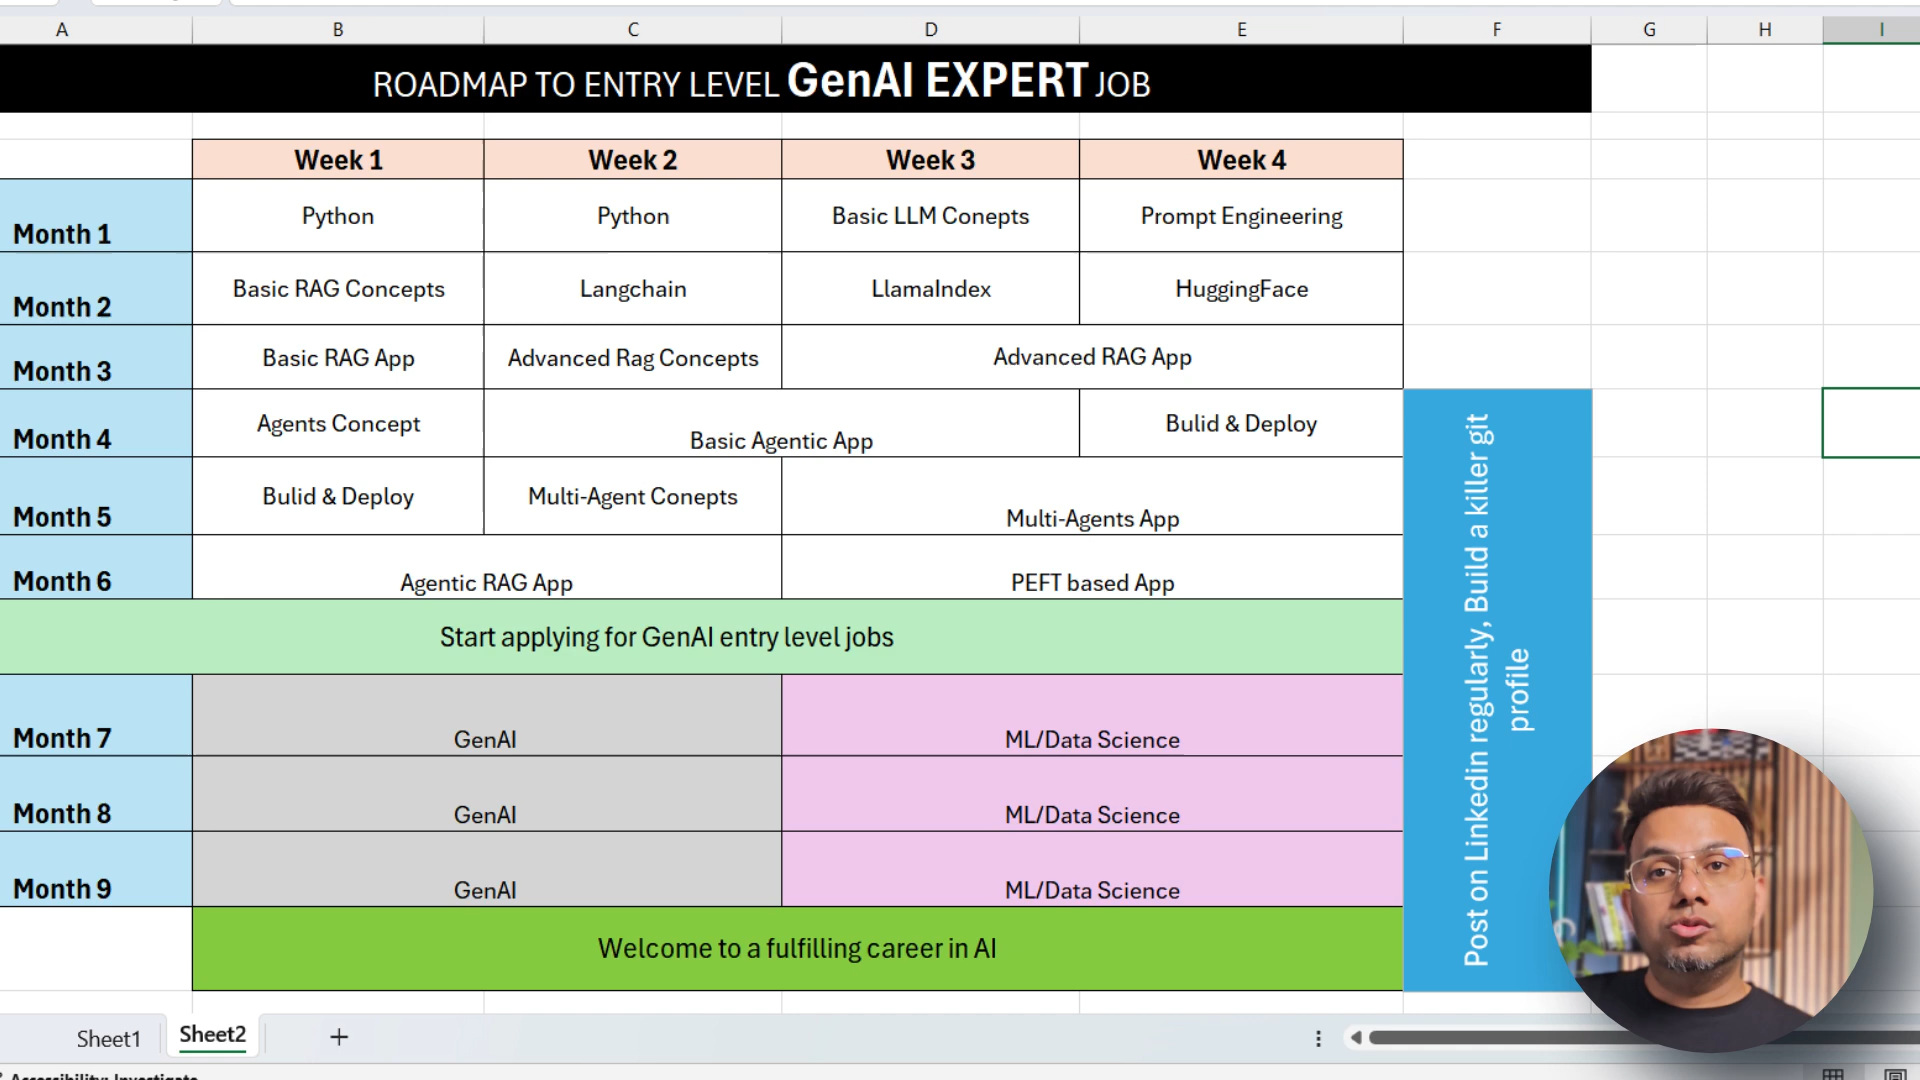 A B C D E F G H I
ROADMAP TO ENTRY LEVEL GenAI EXPERT JOB
Week 1 Week 2 Week 3 Week 4
Month 1 Python Python Basic LLM Conepts Prompt Engineering
Month 2 Basic RAG Concepts Langchain LlamaIndex HuggingFace
Month 3 Basic RAG App Advanced Rag Concepts Advanced RAG App
Month 4 Agents Concept Basic Agentic App Bulid & Deploy
Month 5 Bulid & Deploy Multi-Agent Conepts Multi-Agents App
Month 6 Agentic RAG App PEFT based App
Start applying for GenAI entry level jobs
Month 7 GenAI ML/Data Science
Month 8 GenAI ML/Data Science
Month 9 GenAI ML/Data Science
Welcome to a fulfilling career in AI
Post on Linkedin regularly, Build a killer git
profile
Sheet1 Sheet2
Accessibility: Investigate